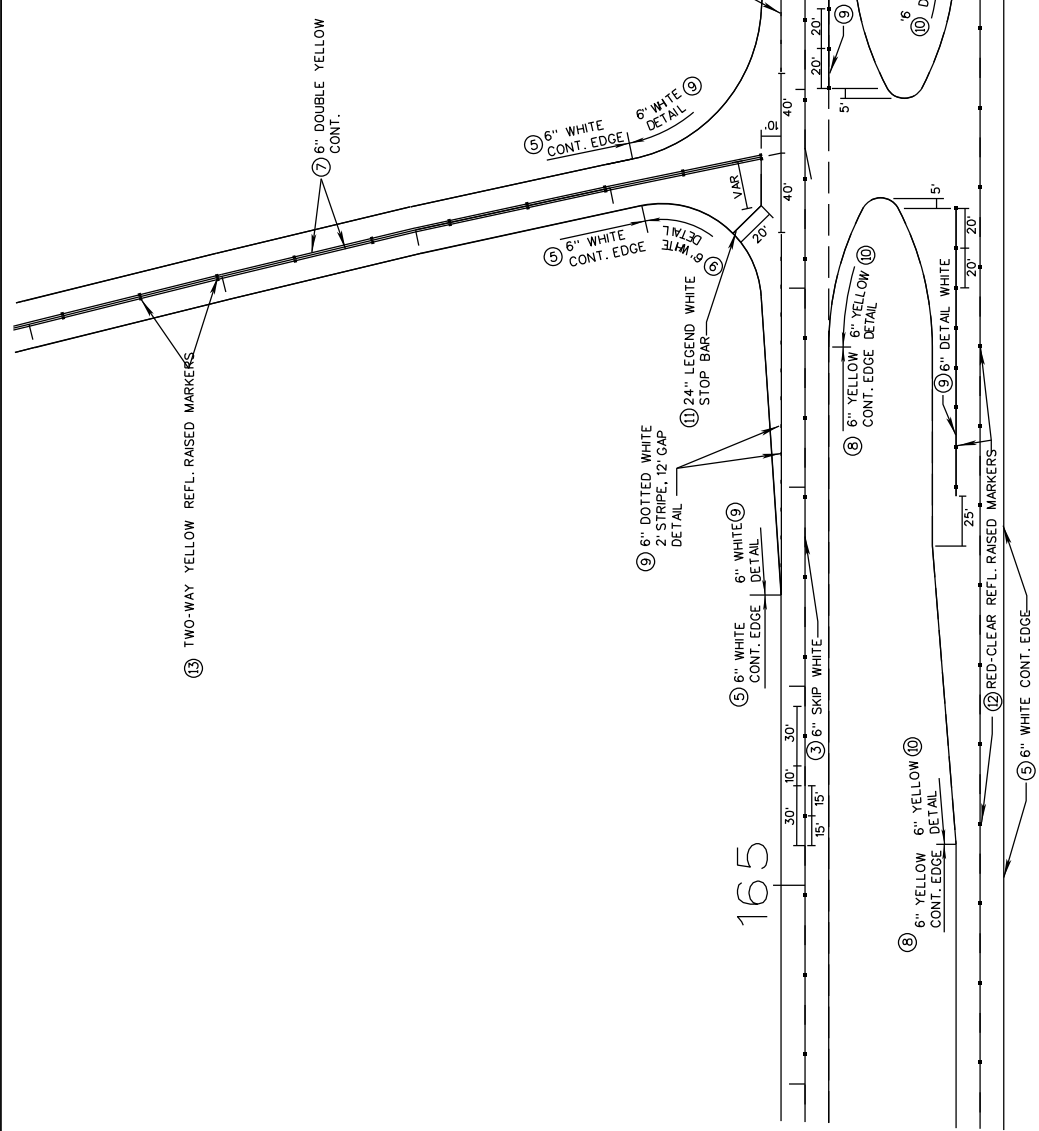 ⑦ 6" DOUBLE YELLOW
CONT.
⑤ 6" WHITE
CONT. EDGE
6" WHITE ⑨
DETAIL
⑤ 6" WHITE
CONT. EDGE
6" WHITE
DETAIL
⑨
VAR
20'
10'
40'
40'
20'
20'
⑨
5'
⑩
6"
D
⑬ TWO-WAY YELLOW REFL. RAISED MARKERS
⑪ 24" LEGEND WHITE
STOP BAR
⑨ 6" DOTTED WHITE
2' STRIPE, 12' GAP
DETAIL
5'
20'
20'
⑧ 6" YELLOW
CONT. EDGE
6" YELLOW ⑩
DETAIL
⑨ 6" DETAIL WHITE
25'
⑤ 6" WHITE
CONT. EDGE
6" WHITE ⑨
DETAIL
③ 6" SKIP WHITE
30'
10'
30'
15'
15'
165
⑧ 6" YELLOW
CONT. EDGE
6" YELLOW ⑩
DETAIL
⑫ RED-CLEAR REFL. RAISED MARKERS
⑤ 6" WHITE CONT. EDGE